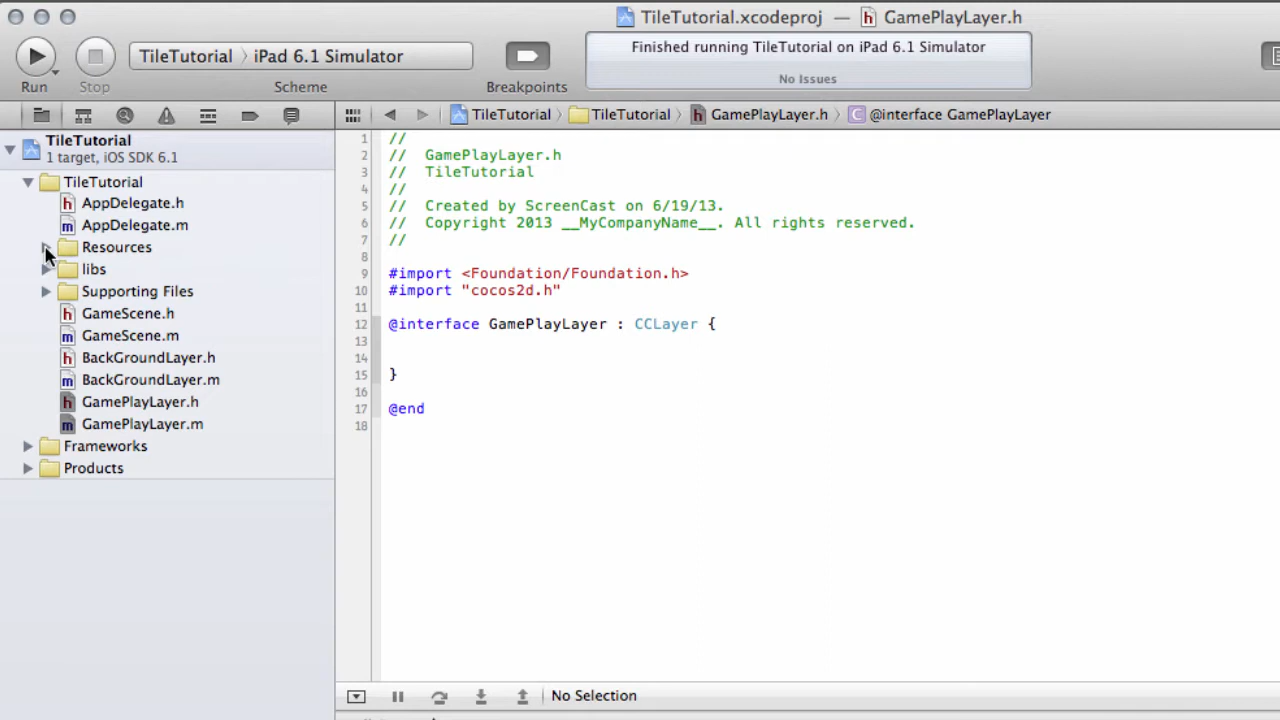 TileTutorial.xcodeproj — GamePlayLayer.h
Run
Stop
TileTutorial 〉 iPad 6.1 Simulator
Scheme
Breakpoints
Finished running TileTutorial on iPad 6.1 Simulator
No Issues
TileTutorial 〉 TileTutorial 〉 GamePlayLayer.h 〉 @interface GamePlayLayer
TileTutorial
1 target, iOS SDK 6.1
TileTutorial
AppDelegate.h
AppDelegate.m
Resources
libs
Supporting Files
GameScene.h
GameScene.m
BackGroundLayer.h
BackGroundLayer.m
GamePlayLayer.h
GamePlayLayer.m
Frameworks
Products
1 //
2 //  GamePlayLayer.h
3 //  TileTutorial
4 //
5 //  Created by ScreenCast on 6/19/13.
6 //  Copyright 2013 __MyCompanyName__. All rights reserved.
7 //
8
9 #import <Foundation/Foundation.h>
10 #import "cocos2d.h"
11
12 @interface GamePlayLayer : CCLayer {
13
14
15 }
16
17 @end
18
No Selection